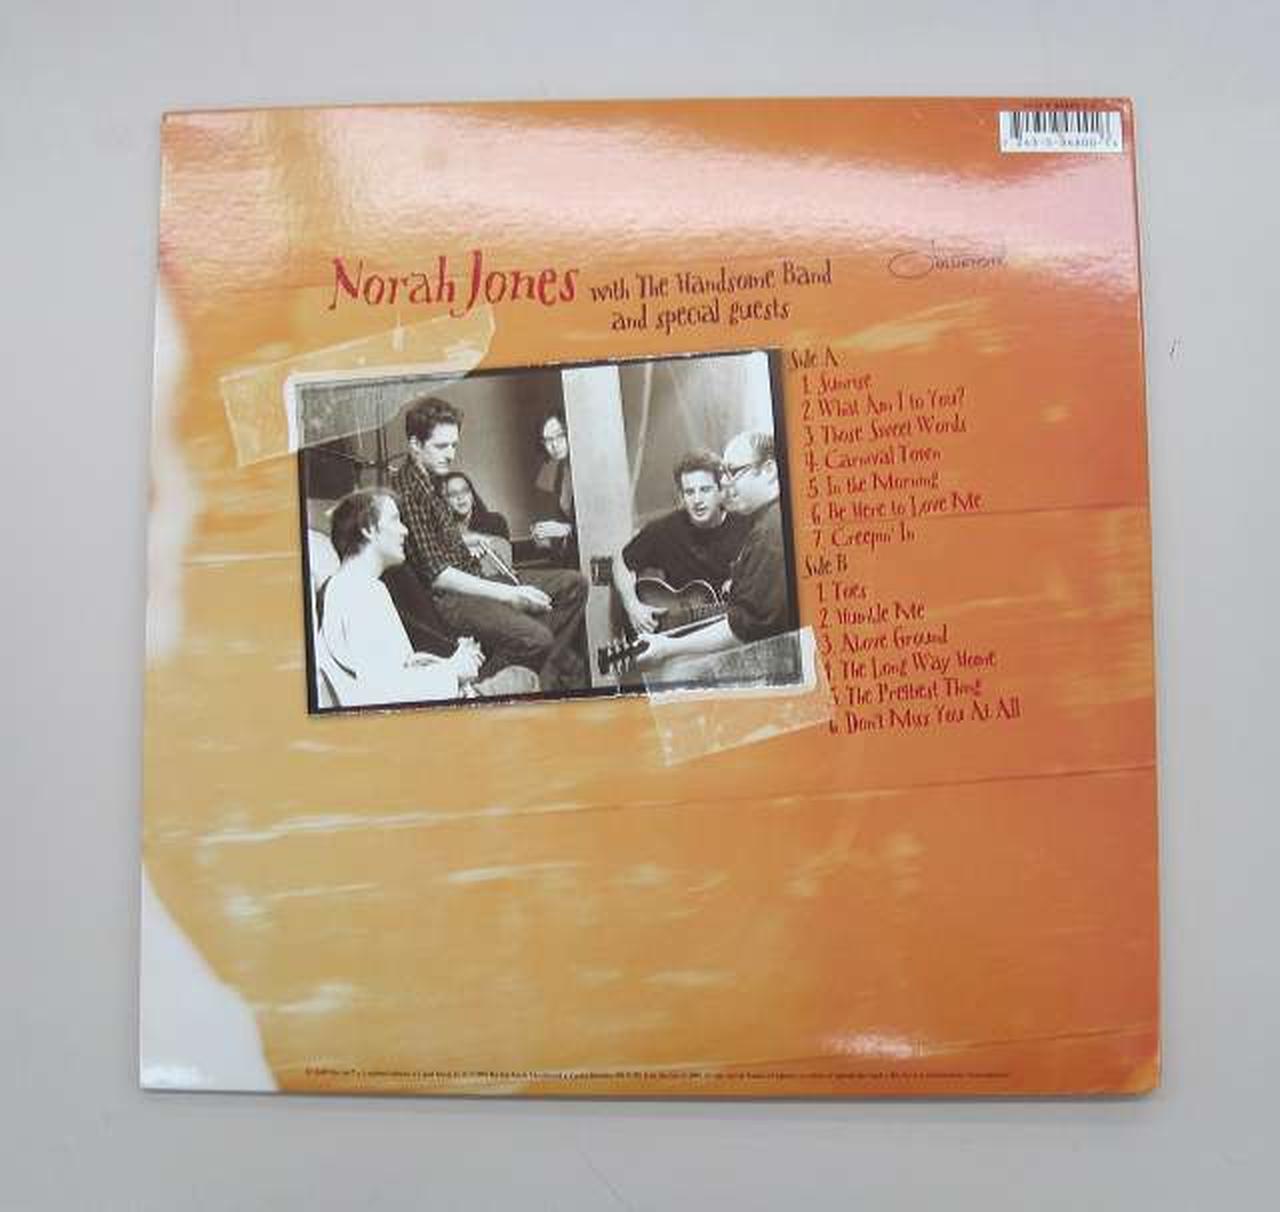 Norah Jones with The Handsome Band
and special guests
Side A
1. Sunrise
2. What Am I to You?
3. Those Sweet Words
4. Carnival Town
5. In the Morning
6. Be Here to Love Me
7. Creepin' In
Side B
1. Toes
2. Humble Me
3. Above Ground
4. The Long Way Home
5. The Prettiest Thing
6. Don't Miss You At All